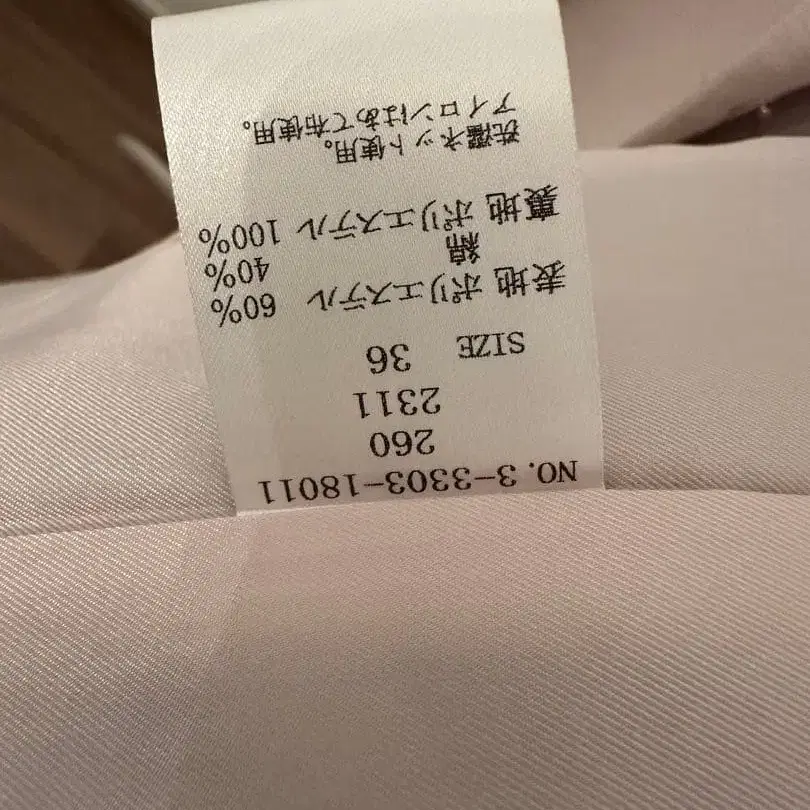 NO. 3-3303-18011
260
2311
SIZE 36
表地 ポリエステル 60%
綿 40%
裏地 ポリエステル 100%
洗濯ネット使用。
アイロンはあて布使用。